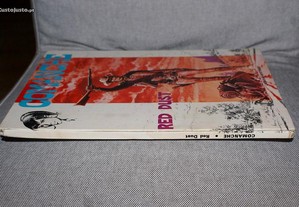 CustoJusto.pt
COMANCHE
RED DUST
COMANCHE • Red Dust